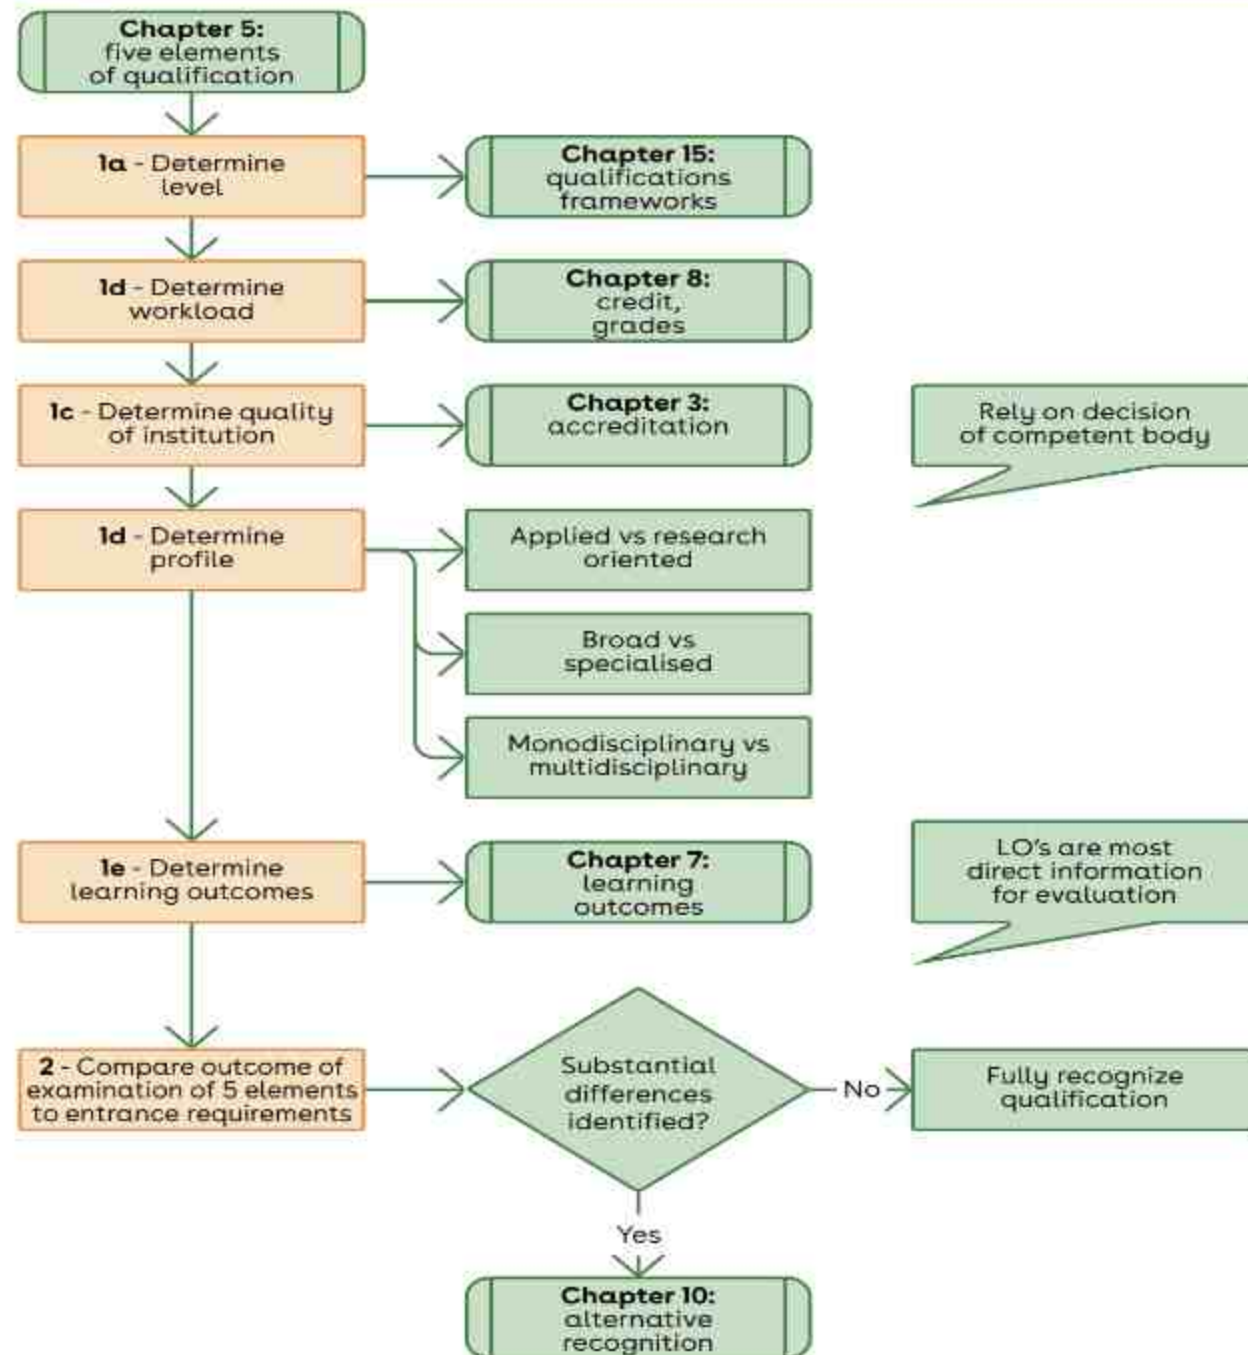 Chapter 5:
five elements
of qualification
1a - Determine
level
Chapter 15:
qualifications
frameworks
1d - Determine
workload
Chapter 8:
credit,
grades
1c - Determine quality
of institution
Chapter 3:
accreditation
Rely on decision
of competent body
1d - Determine
profile
Applied vs research
oriented
Broad vs
specialised
Monodisciplinary vs
multidisciplinary
1e - Determine
learning outcomes
Chapter 7:
learning
outcomes
LO's are most
direct information
for evaluation
2 - Compare outcome of
examination of 5 elements
to entrance requirements
Substantial
differences
identified?
No
Fully recognize
qualification
Yes
Chapter 10:
alternative
recognition